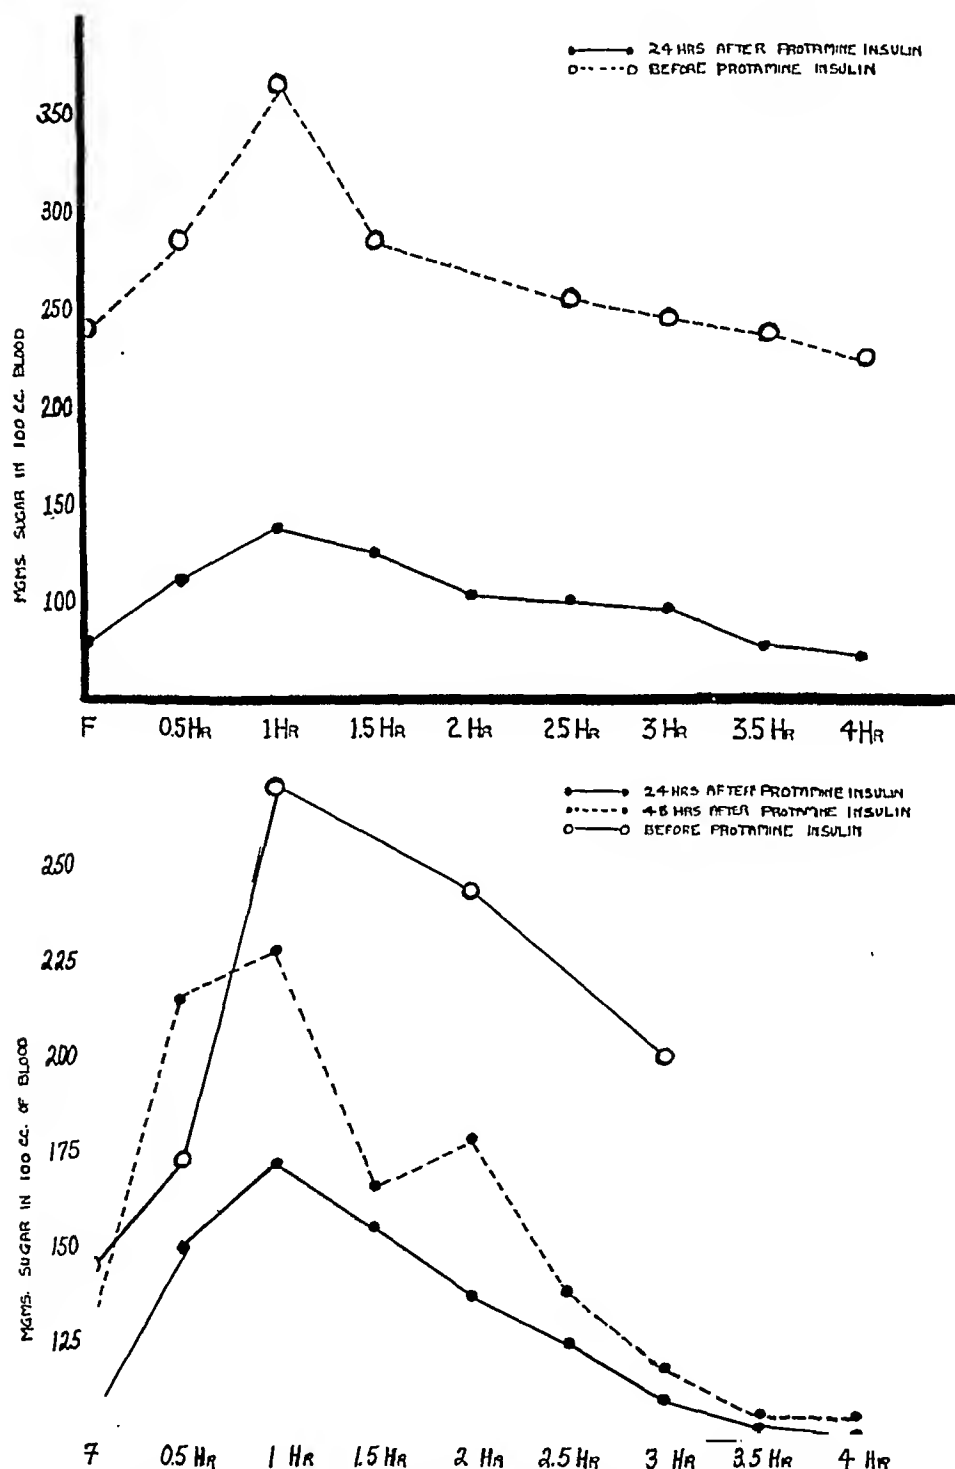 24 HRS AFTER PROTAMINE INSULIN
BEFORE PROTAMINE INSULIN
350
300
250
200
150
100
MGMS. SUGAR IN 100 CC. BLOOD
F 0.5 HR 1 HR 1.5 HR 2 HR 2.5 HR 3 HR 3.5 HR 4 HR
24 HRS AFTER PROTAMINE INSULIN
48 HRS AFTER PROTAMINE INSULIN
BEFORE PROTAMINE INSULIN
250
225
200
175
150
125
MGMS. SUGAR IN 100 CC. OF BLOOD
F 0.5 HR 1 HR 1.5 HR 2 HR 2.5 HR 3 HR 3.5 HR 4 HR